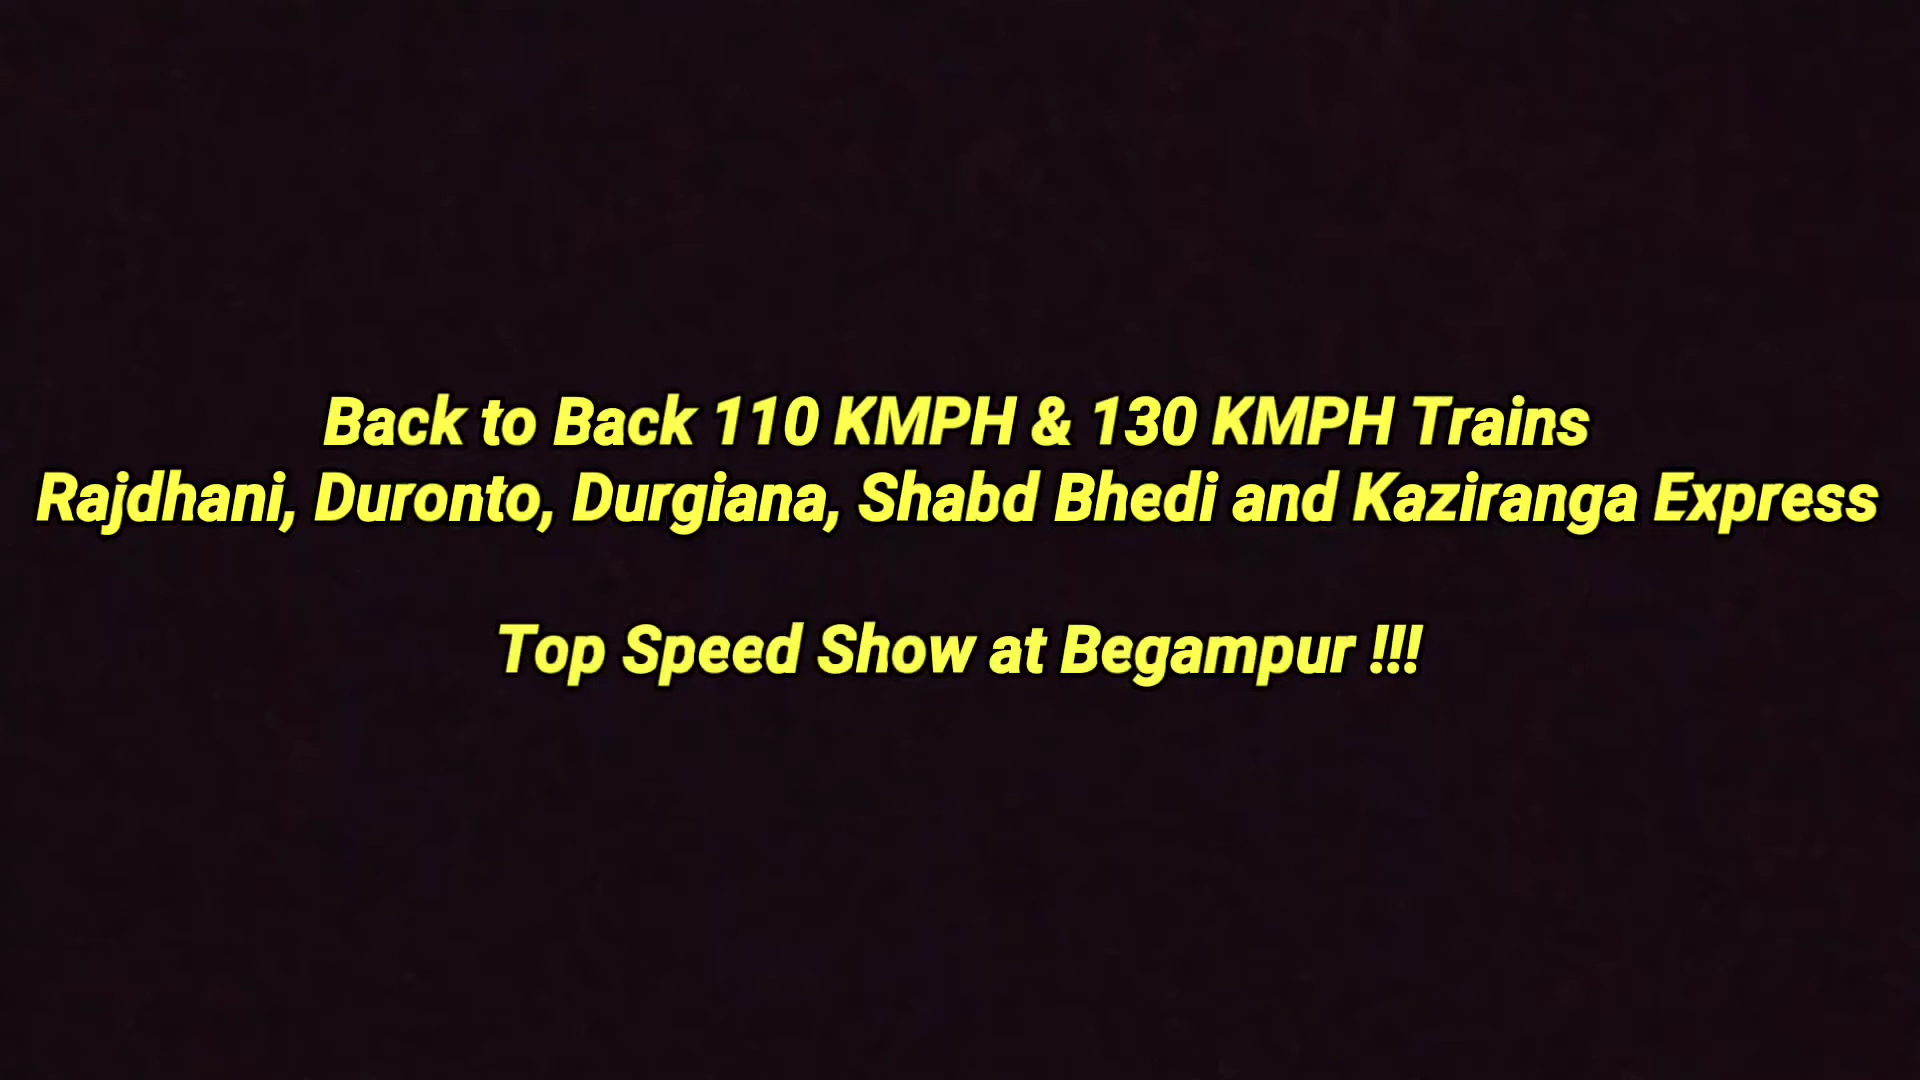 Back to Back 110 KMPH & 130 KMPH Trains
Rajdhani, Duronto, Durgiana, Shabd Bhedi and Kaziranga Express
Top Speed Show at Begampur !!!